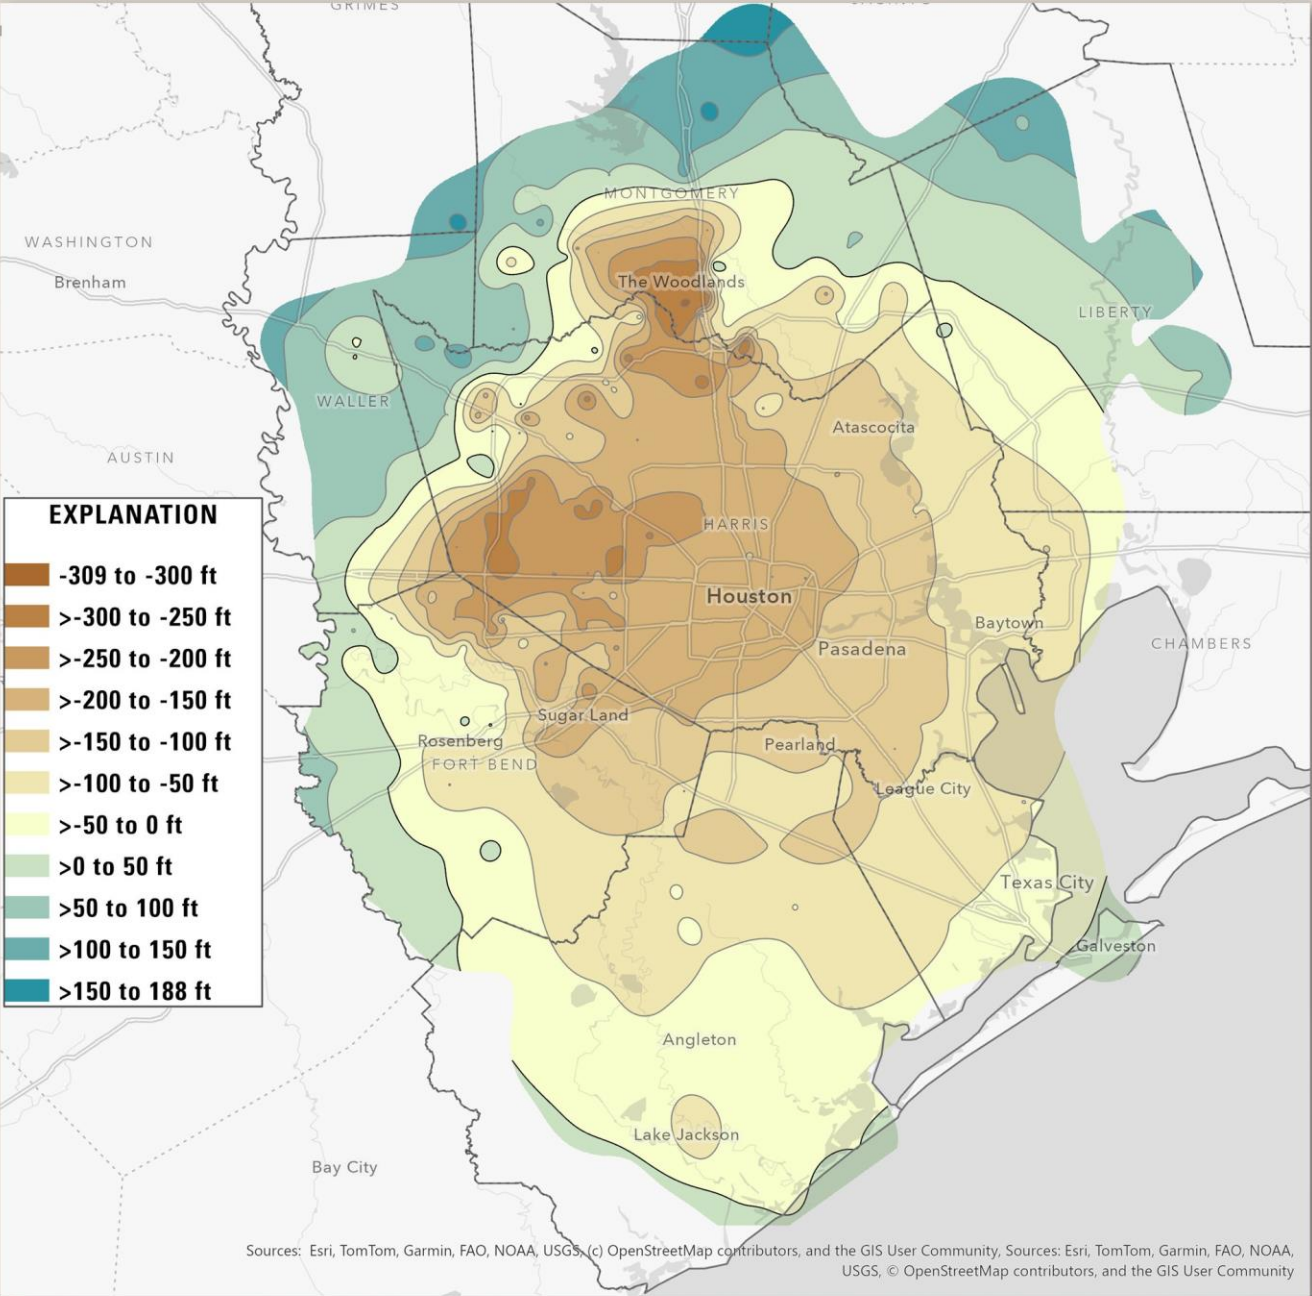 GRIMES
MONTGOMERY
WASHINGTON
Brenham
The Woodlands
LIBERTY
WALLER
Atascocita
AUSTIN
EXPLANATION
-309 to -300 ft
>-300 to -250 ft
>-250 to -200 ft
>-200 to -150 ft
>-150 to -100 ft
>-100 to -50 ft
>-50 to 0 ft
>0 to 50 ft
>50 to 100 ft
>100 to 150 ft
>150 to 188 ft
HARRIS
Houston
Baytown
CHAMBERS
Pasadena
Sugar Land
Rosenberg
Pearland
FORT BEND
League City
Texas City
Galveston
Angleton
Lake Jackson
Bay City
Sources: Esri, TomTom, Garmin, FAO, NOAA, USGS, (c) OpenStreetMap contributors, and the GIS User Community, Sources: Esri, TomTom, Garmin, FAO, NOAA,
USGS, © OpenStreetMap contributors, and the GIS User Community